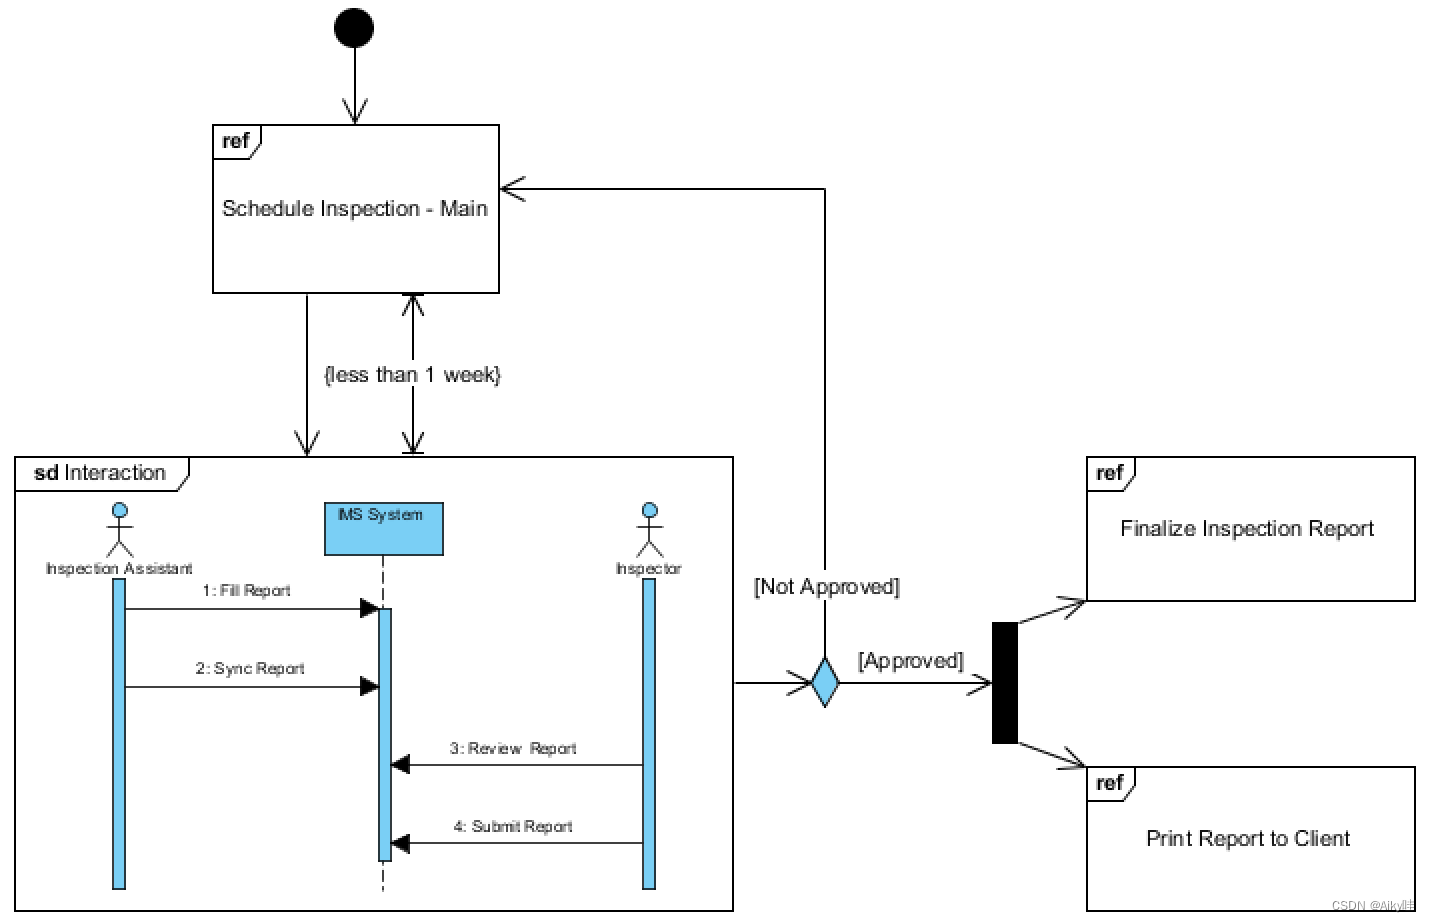 ref
Schedule Inspection - Main
{less than 1 week}
sd Interaction
IMS System
Inspection Assistant
Inspector
1: Fill Report
2: Sync Report
3: Review Report
4: Submit Report
[Not Approved]
[Approved]
ref
Finalize Inspection Report
ref
Print Report to Client
CSDN @Aiky哇